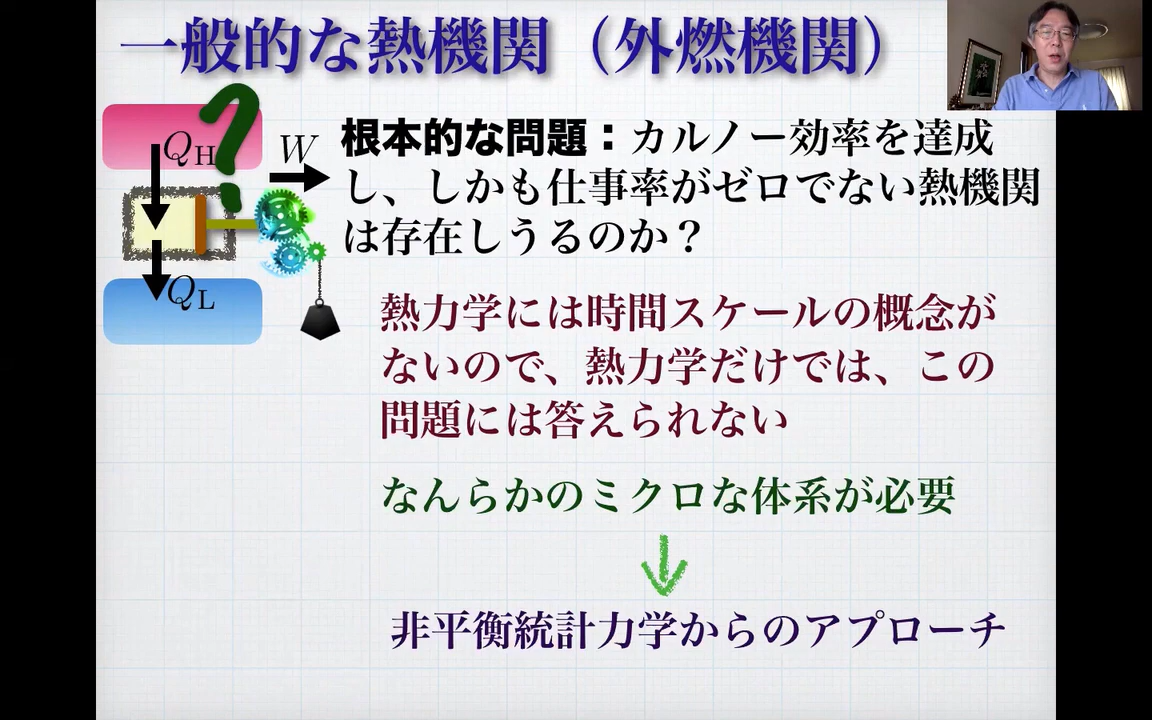 一般的な熱機関（外燃機関）
?
Q_H
W
Q_L
根本的な問題：カルノー効率を達成
し、しかも仕事率がゼロでない熱機関
は存在しうるのか？
熱力学には時間スケールの概念が
ないので、熱力学だけでは、この
問題には答えられない
なんらかのミクロな体系が必要
非平衡統計力学からのアプローチ